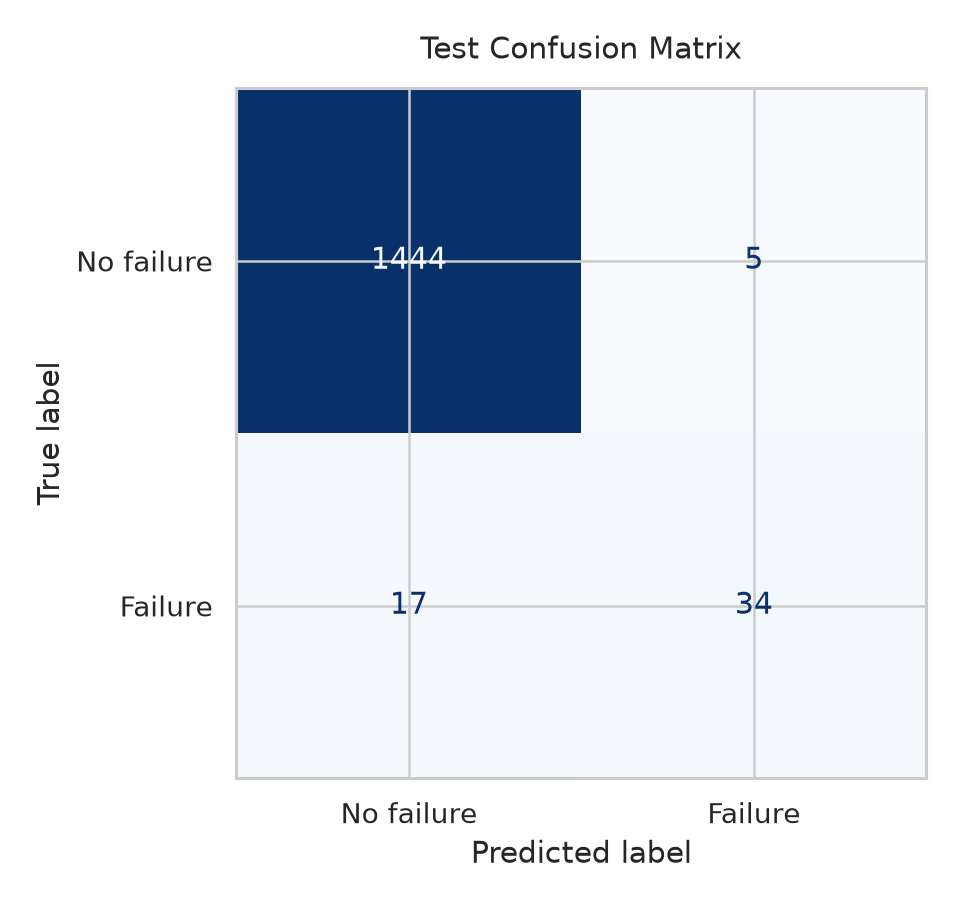 Test Confusion Matrix
No failure
1444
5
True label
Failure
17
34
No failure
Failure
Predicted label